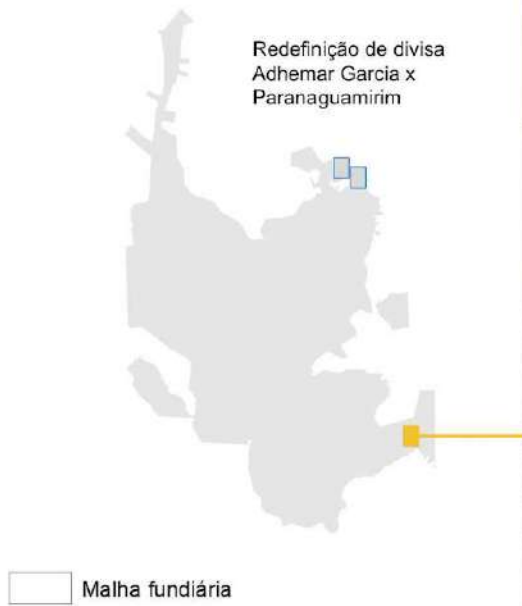 Redefinição de divisa
Adhemar Garcia x
Paranaguamirim
Malha fundiária